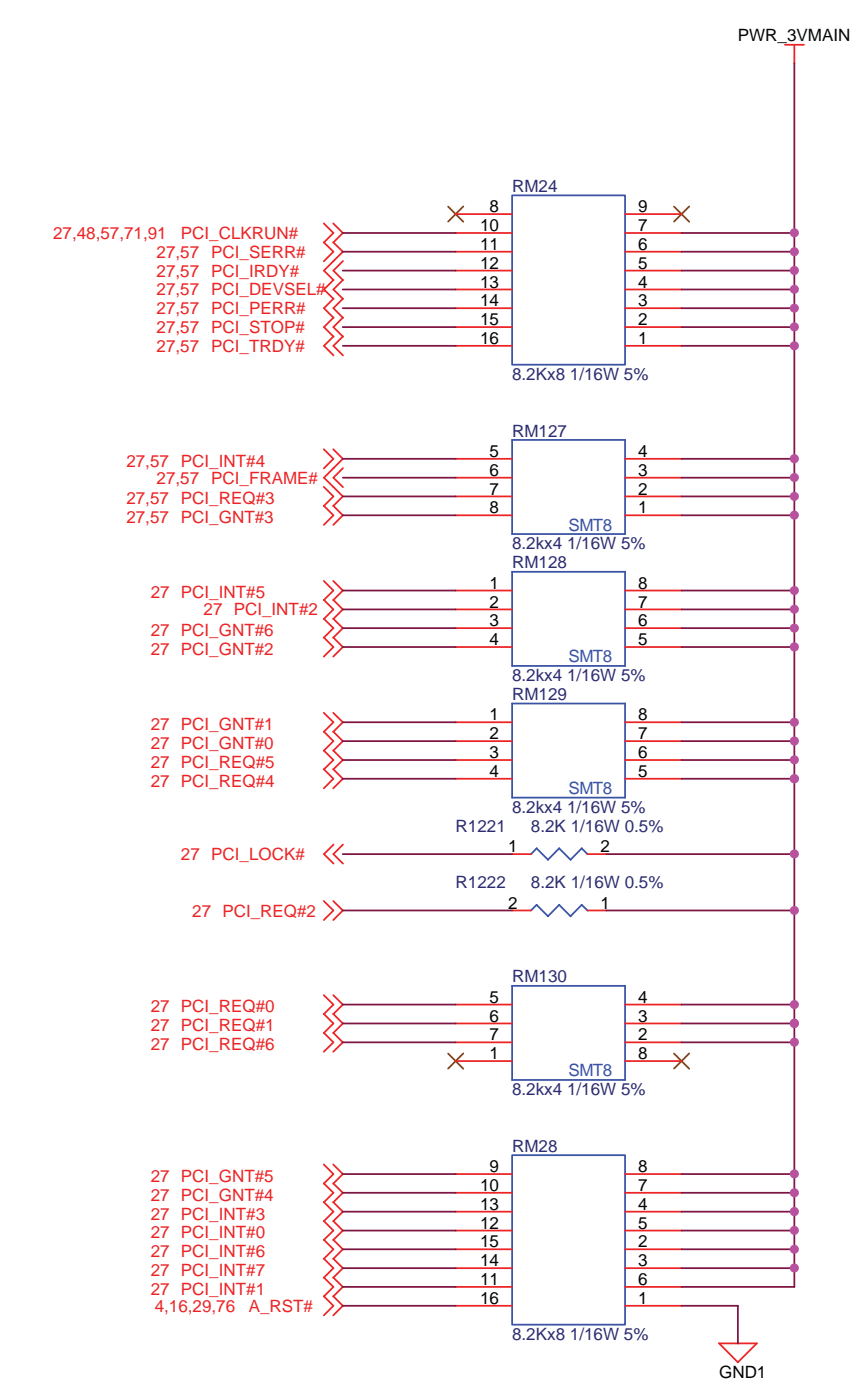 PWR_3VMAIN
RM24
8 9
27,48,57,71,91 PCI_CLKRUN# 10 7
27,57 PCI_SERR# 11 6
27,57 PCI_IRDY# 12 5
27,57 PCI_DEVSEL# 13 4
27,57 PCI_PERR# 14 3
27,57 PCI_STOP# 15 2
27,57 PCI_TRDY# 16 1
8.2Kx8 1/16W 5%
RM127
27,57 PCI_INT#4 5 4
27,57 PCI_FRAME# 6 3
27,57 PCI_REQ#3 7 2
27,57 PCI_GNT#3 8 1
SMT8
8.2kx4 1/16W 5%
RM128
27 PCI_INT#5 1 8
27 PCI_INT#2 2 7
27 PCI_GNT#6 3 6
27 PCI_GNT#2 4 5
SMT8
8.2kx4 1/16W 5%
RM129
27 PCI_GNT#1 1 8
27 PCI_GNT#0 2 7
27 PCI_REQ#5 3 6
27 PCI_REQ#4 4 5
SMT8
8.2kx4 1/16W 5%
R1221 8.2K 1/16W 0.5%
27 PCI_LOCK# 1 2
R1222 8.2K 1/16W 0.5%
27 PCI_REQ#2 2 1
RM130
27 PCI_REQ#0 5 4
27 PCI_REQ#1 6 3
27 PCI_REQ#6 7 2
1 8
SMT8
8.2kx4 1/16W 5%
RM28
27 PCI_GNT#5 9 8
27 PCI_GNT#4 10 7
27 PCI_INT#3 13 4
27 PCI_INT#0 12 5
27 PCI_INT#6 15 2
27 PCI_INT#7 14 3
27 PCI_INT#1 11 6
4,16,29,76 A_RST# 16 1
8.2Kx8 1/16W 5%
GND1